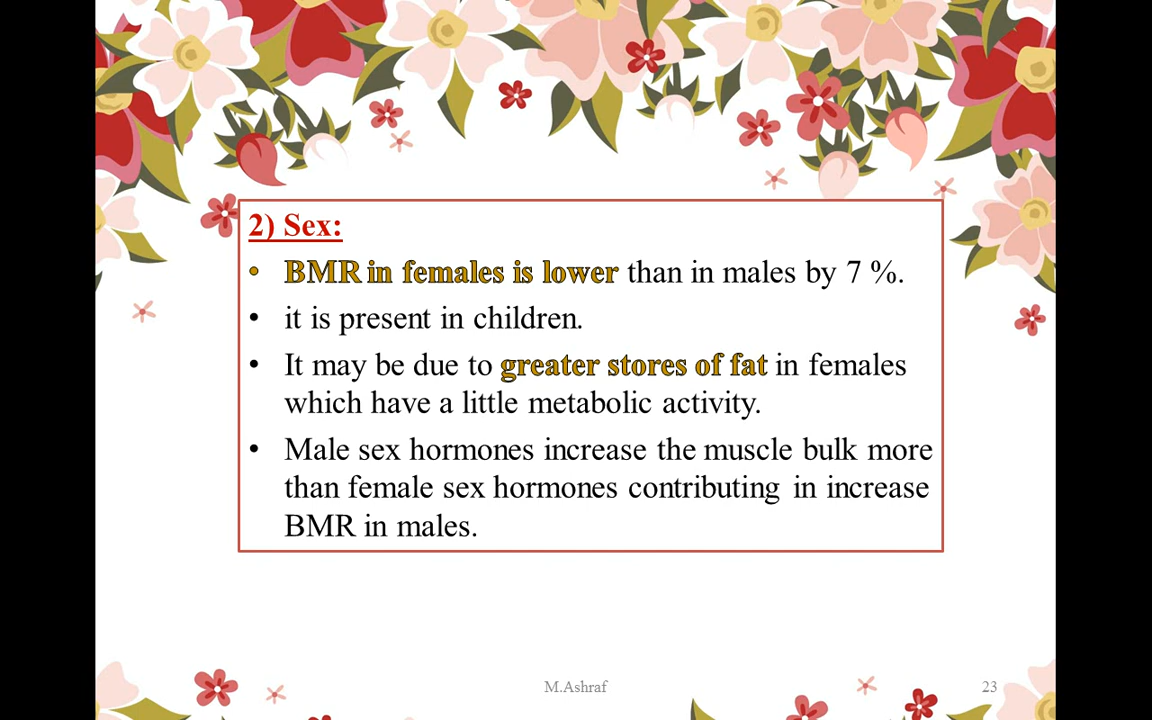 2) Sex:
• BMR in females is lower than in males by 7 %.
• it is present in children.
• It may be due to greater stores of fat in females
which have a little metabolic activity.
• Male sex hormones increase the muscle bulk more
than female sex hormones contributing in increase
BMR in males.
M.Ashraf
23